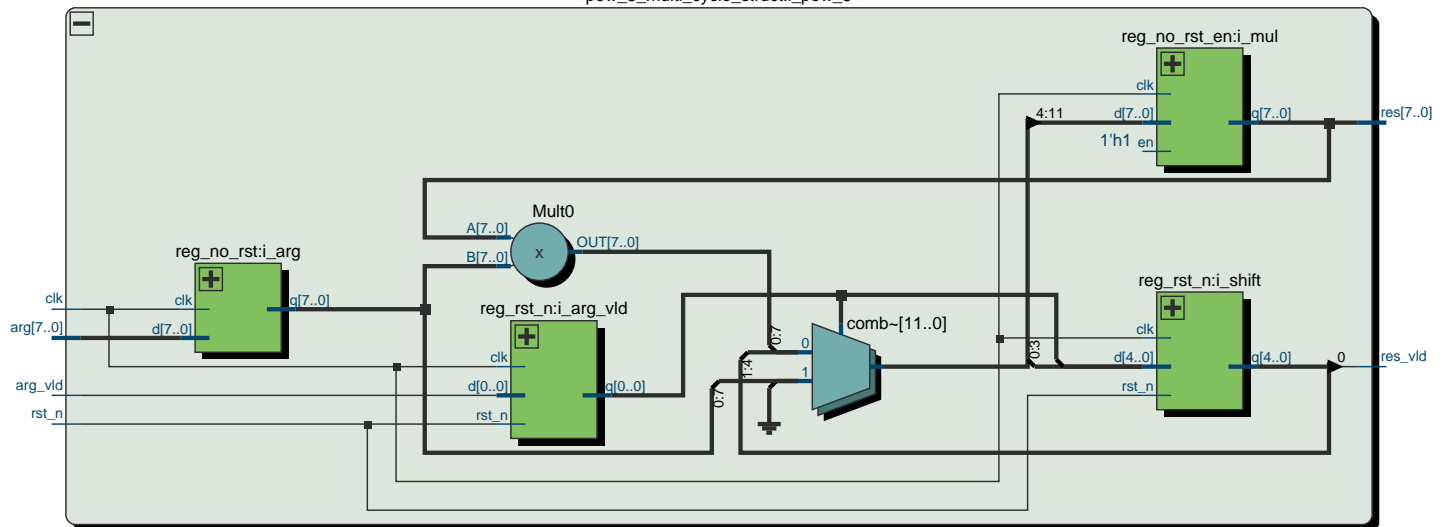 reg_no_rst_en:i_mul
clk
d[7..0]
q[7..0]
4:11
1'h1
en
res[7..0]
Mult0
A[7..0]
B[7..0]
x
OUT[7..0]
reg_no_rst:i_arg
clk
clk
q[7..0]
arg[7..0]
d[7..0]
reg_rst_n:i_arg_vld
clk
arg_vld
d[0..0]
q[0..0]
rst_n
rst_n
comb~[11..0]
0
1
0:7
1:4
0:7
0:3
reg_rst_n:i_shift
clk
d[4..0]
q[4..0]
rst_n
0
res_vld